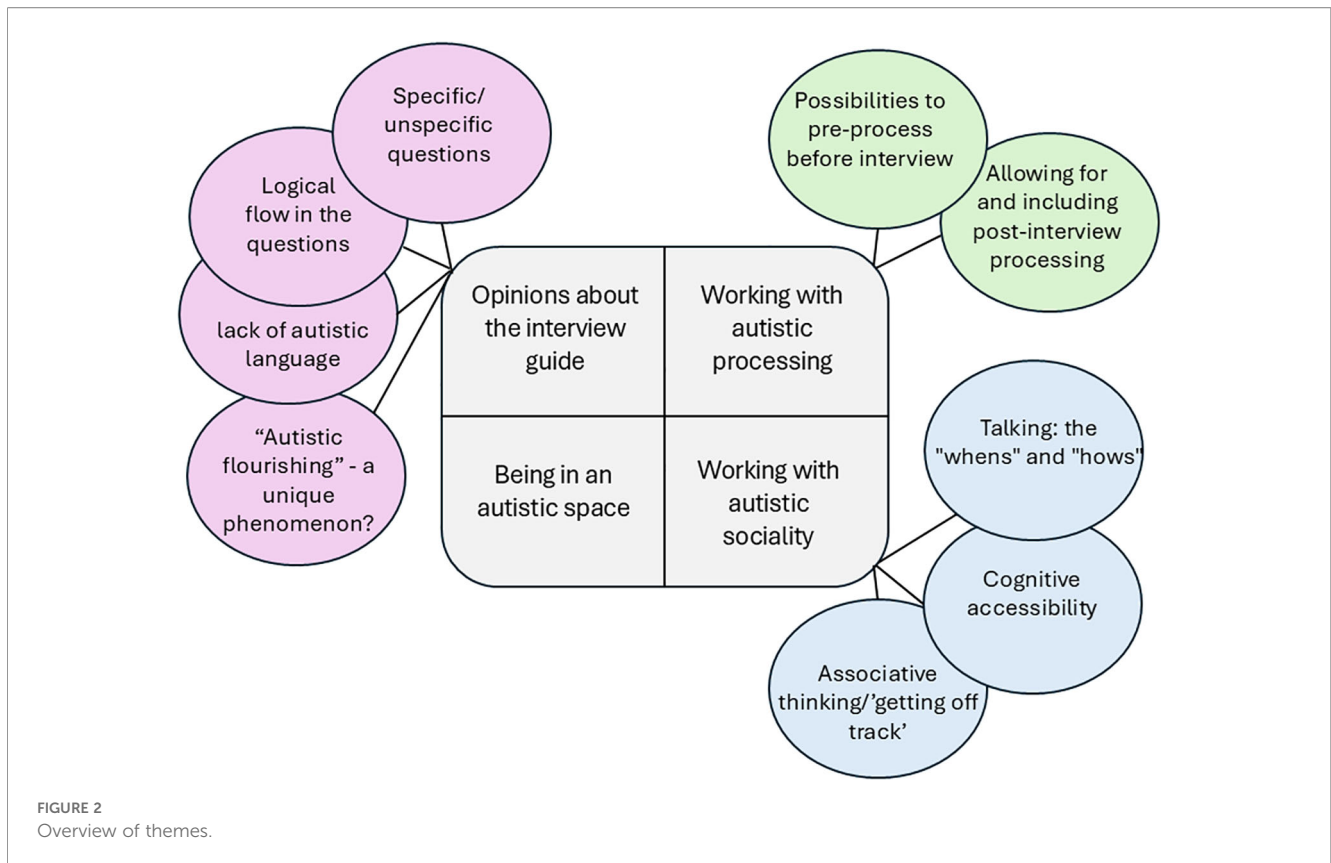 Specific/
unspecific
questions
Logical
flow in the
questions
lack of autistic
language
“Autistic
flourishing” - a
unique
phenomenon?
Opinions about
the interview
guide
Working with
autistic
processing
Being in an
autistic space
Working with
autistic
sociality
Possibilities to
pre-process
before interview
Allowing for
and including
post-interview
processing
Talking: the
"whens" and "hows"
Cognitive
accessibility
Associative
thinking/’getting off
track’
FIGURE 2
Overview of themes.